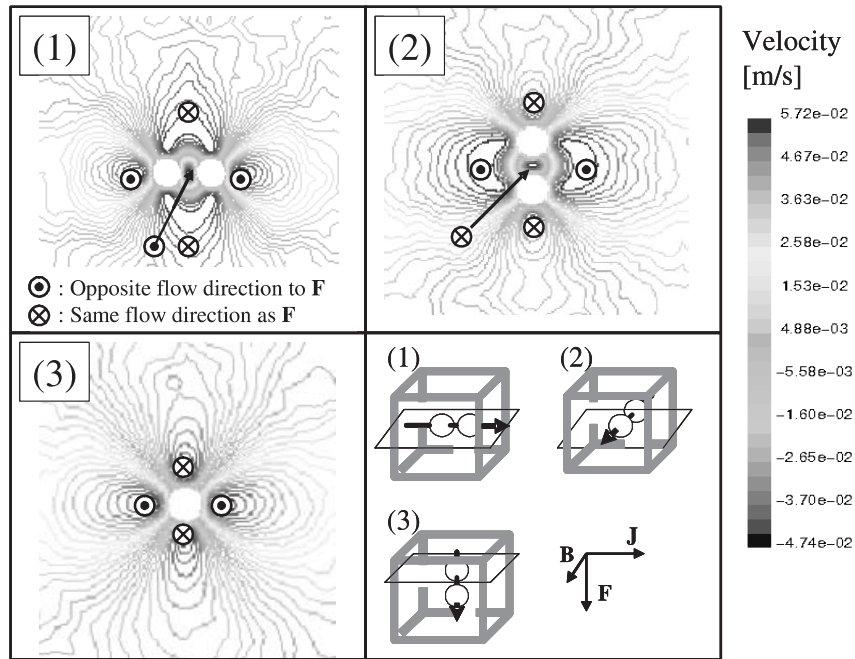 (1)
(2)
⊙ : Opposite flow direction to F
⊗ : Same flow direction as F
(3)
(1)
(2)
(3)
B
J
F
Velocity
[m/s]
5.72e-02
4.67e-02
3.63e-02
2.58e-02
1.53e-02
4.88e-03
-5.58e-03
-1.60e-02
-2.65e-02
-3.70e-02
-4.74e-02